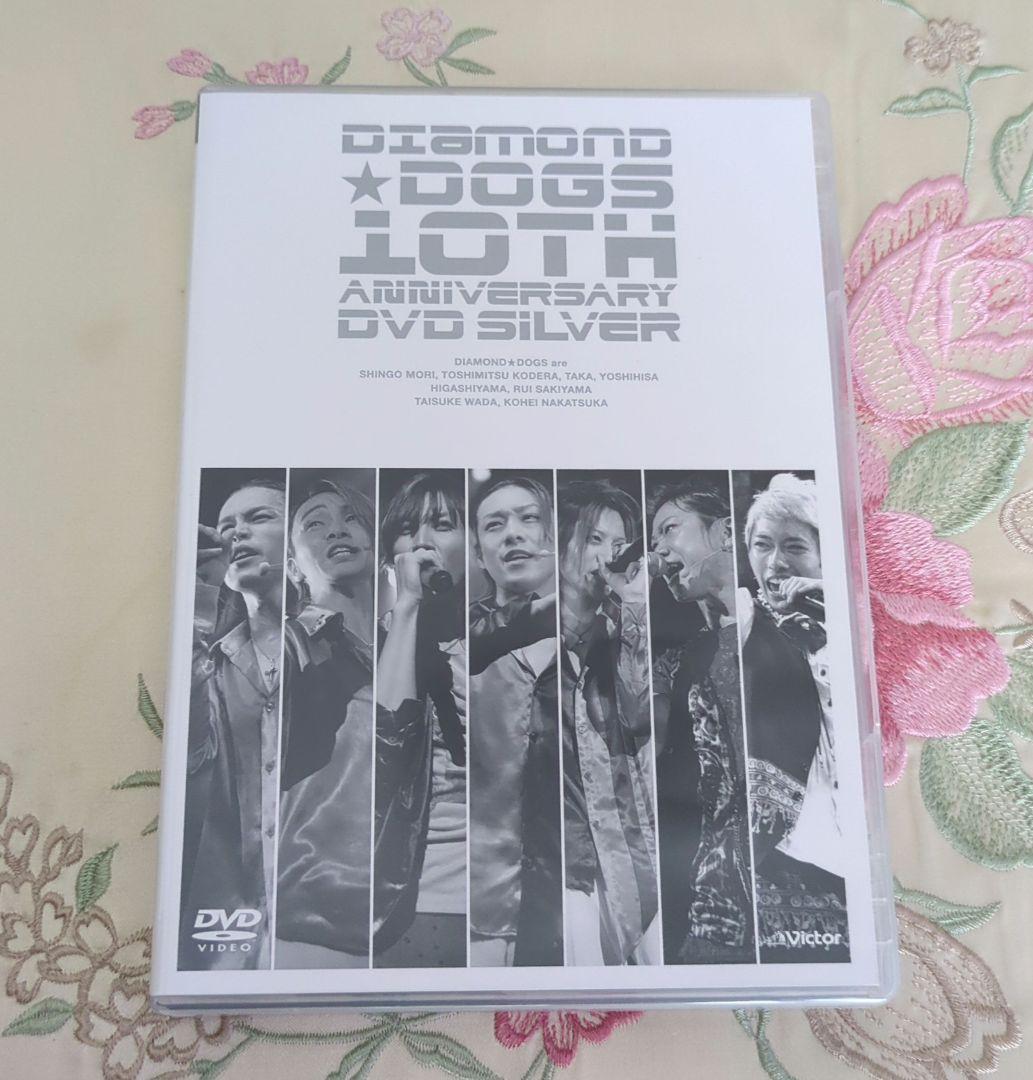 DIAMOND
★DOGS
10TH
ANNIVERSARY
DVD SILVER
DIAMOND★DOGS are
SHINGO MORI, TOSHIMITSU KODERA, TAKA, YOSHIHISA
HIGASHIYAMA, RUI SAKIYAMA
TAISUKE WADA, KOHEI NAKATSUKA
DVD
VIDEO
Victor